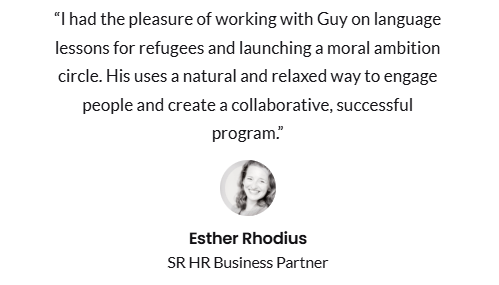 “I had the pleasure of working with Guy on language
lessons for refugees and launching a moral ambition
circle. His uses a natural and relaxed way to engage
people and create a collaborative, successful
program.”
Esther Rhodius
SR HR Business Partner